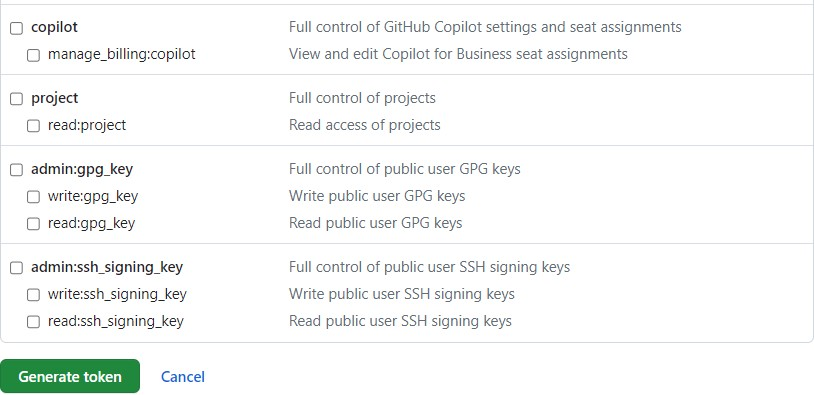 copilot Full control of GitHub Copilot settings and seat assignments
manage_billing:copilot View and edit Copilot for Business seat assignments
project Full control of projects
read:project Read access of projects
admin:gpg_key Full control of public user GPG keys
write:gpg_key Write public user GPG keys
read:gpg_key Read public user GPG keys
admin:ssh_signing_key Full control of public user SSH signing keys
write:ssh_signing_key Write public user SSH signing keys
read:ssh_signing_key Read public user SSH signing keys
Generate token Cancel